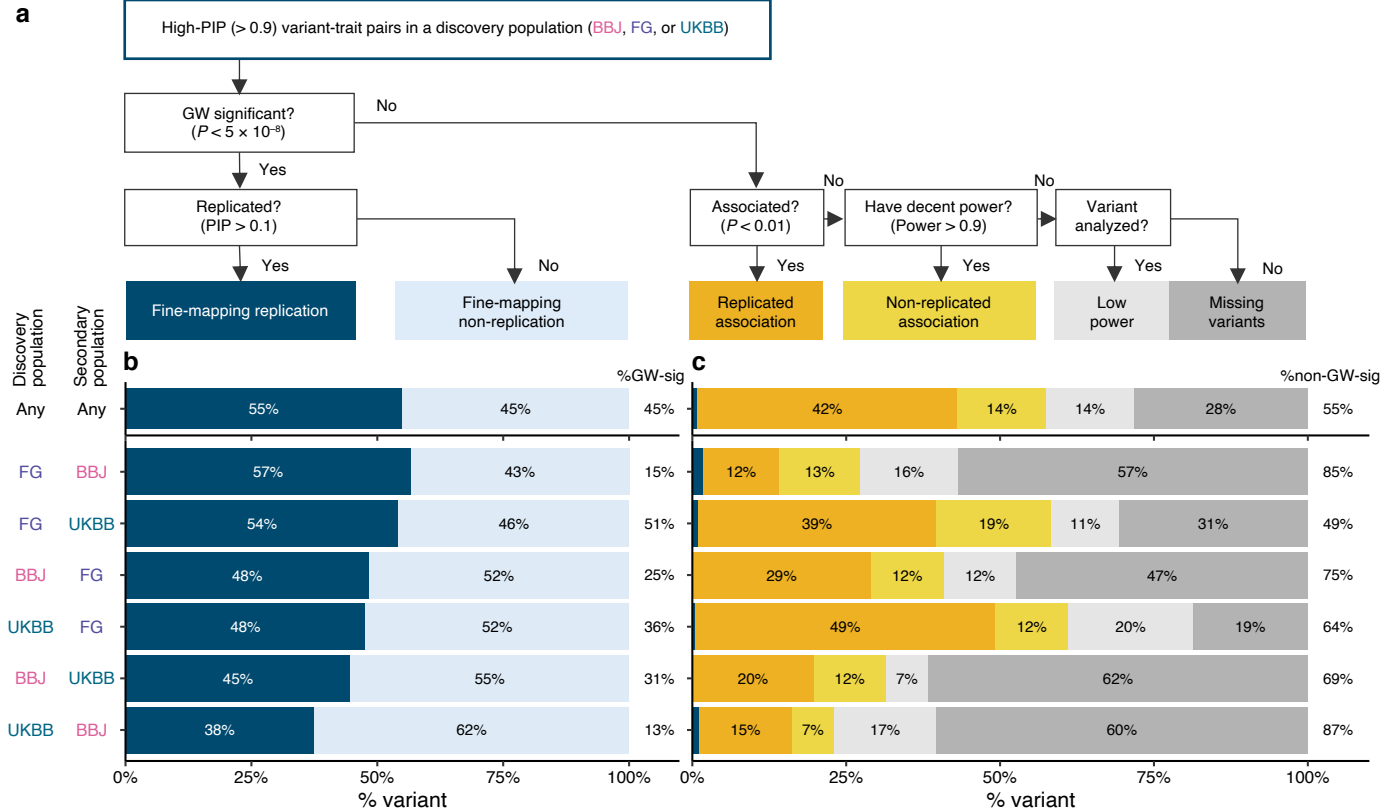 a
High-PIP (> 0.9) variant-trait pairs in a discovery population (BBJ, FG, or UKBB)
GW significant?
(P < 5 × 10⁻⁸)
No
Yes
Replicated?
(PIP > 0.1)
Yes
No
Associated?
(P < 0.01)
No
Have decent power?
(Power > 0.9)
No
Variant
analyzed?
Yes
Yes
Yes
No
Fine-mapping replication
Fine-mapping
non-replication
Replicated
association
Non-replicated
association
Low
power
Missing
variants
Discovery
population
Secondary
population
b
%GW-sig
c
%non-GW-sig
Any Any 55% 45% 45% 42% 14% 14% 28% 55%
FG BBJ 57% 43% 15% 12% 13% 16% 57% 85%
FG UKBB 54% 46% 51% 39% 19% 11% 31% 49%
BBJ FG 48% 52% 25% 29% 12% 12% 47% 75%
UKBB FG 48% 52% 36% 49% 12% 20% 19% 64%
BBJ UKBB 45% 55% 31% 20% 12% 7% 62% 69%
UKBB BBJ 38% 62% 13% 15% 7% 17% 60% 87%
0% 25% 50% 75% 100%
% variant
0% 25% 50% 75% 100%
% variant